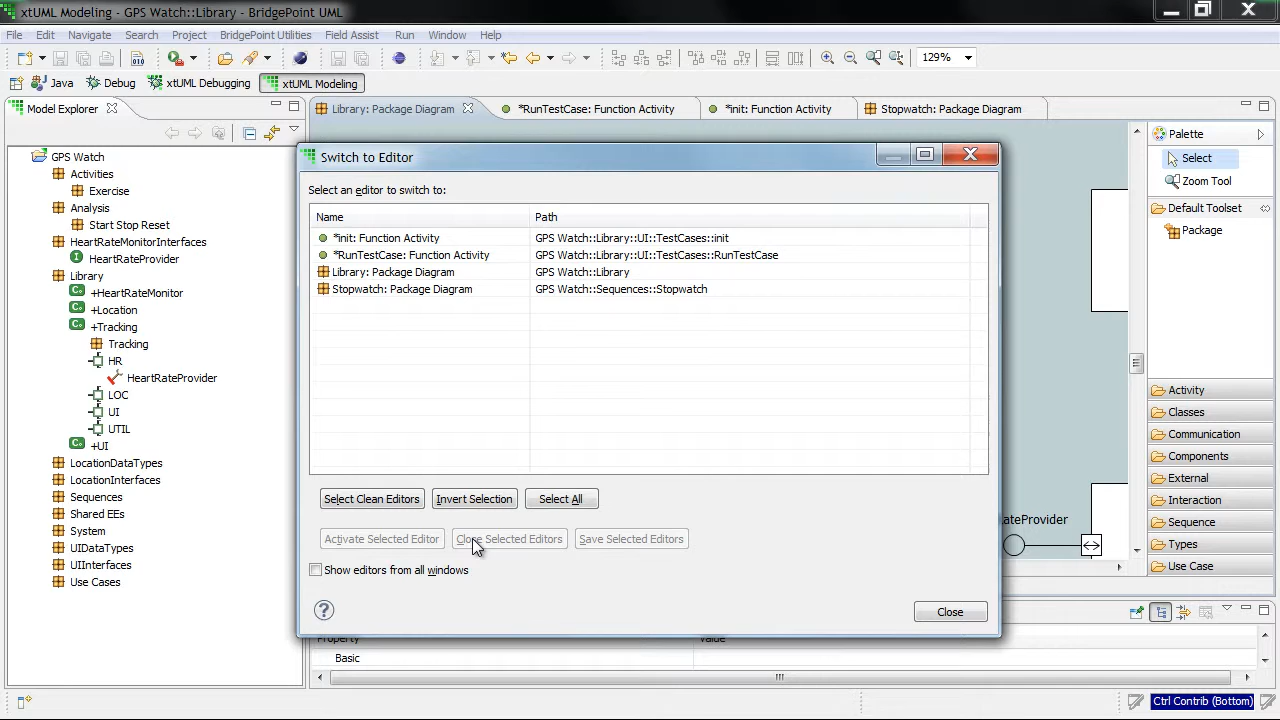 xtUML Modeling - GPS Watch::Library - BridgePoint UML
File Edit Navigate Search Project BridgePoint Utilities Field Assist Run Window Help
129%
Java Debug xtUML Debugging xtUML Modeling
Model Explorer
Library: Package Diagram *RunTestCase: Function Activity *init: Function Activity Stopwatch: Package Diagram
GPS Watch
Activities
Exercise
Analysis
Start Stop Reset
HeartRateMonitorInterfaces
HeartRateProvider
Library
+HeartRateMonitor
+Location
+Tracking
Tracking
HR
HeartRateProvider
LOC
UI
UTIL
+UI
LocationDataTypes
LocationInterfaces
Sequences
Shared EEs
System
UIDataTypes
UIInterfaces
Use Cases
Switch to Editor
Select an editor to switch to:
Name Path
*init: Function Activity GPS Watch::Library::UI::TestCases::init
*RunTestCase: Function Activity GPS Watch::Library::UI::TestCases::RunTestCase
Library: Package Diagram GPS Watch::Library
Stopwatch: Package Diagram GPS Watch::Sequences::Stopwatch
Select Clean Editors Invert Selection Select All
Activate Selected Editor Close Selected Editors Save Selected Editors
Show editors from all windows
Close
Palette
Select
Zoom Tool
Default Toolset
Package
Activity
Classes
Communication
Components
External
Interaction
Sequence
Types
Use Case
ateProvider
Property Value
Basic
Ctrl Contrib (Bottom)